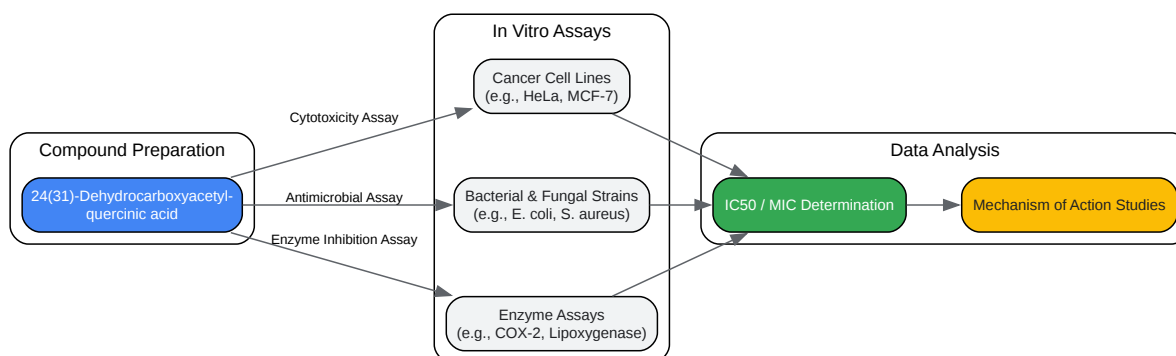 In Vitro Assays
Cancer Cell Lines
(e.g., HeLa, MCF-7)
Cytotoxicity Assay
Compound Preparation
Data Analysis
24(31)-Dehydrocarboxyacetyl-
quercinic acid
Antimicrobial Assay
Bacterial & Fungal Strains
(e.g., E. coli, S. aureus)
IC50 / MIC Determination
Mechanism of Action Studies
Enzyme Inhibition Assay
Enzyme Assays
(e.g., COX-2, Lipoxygenase)